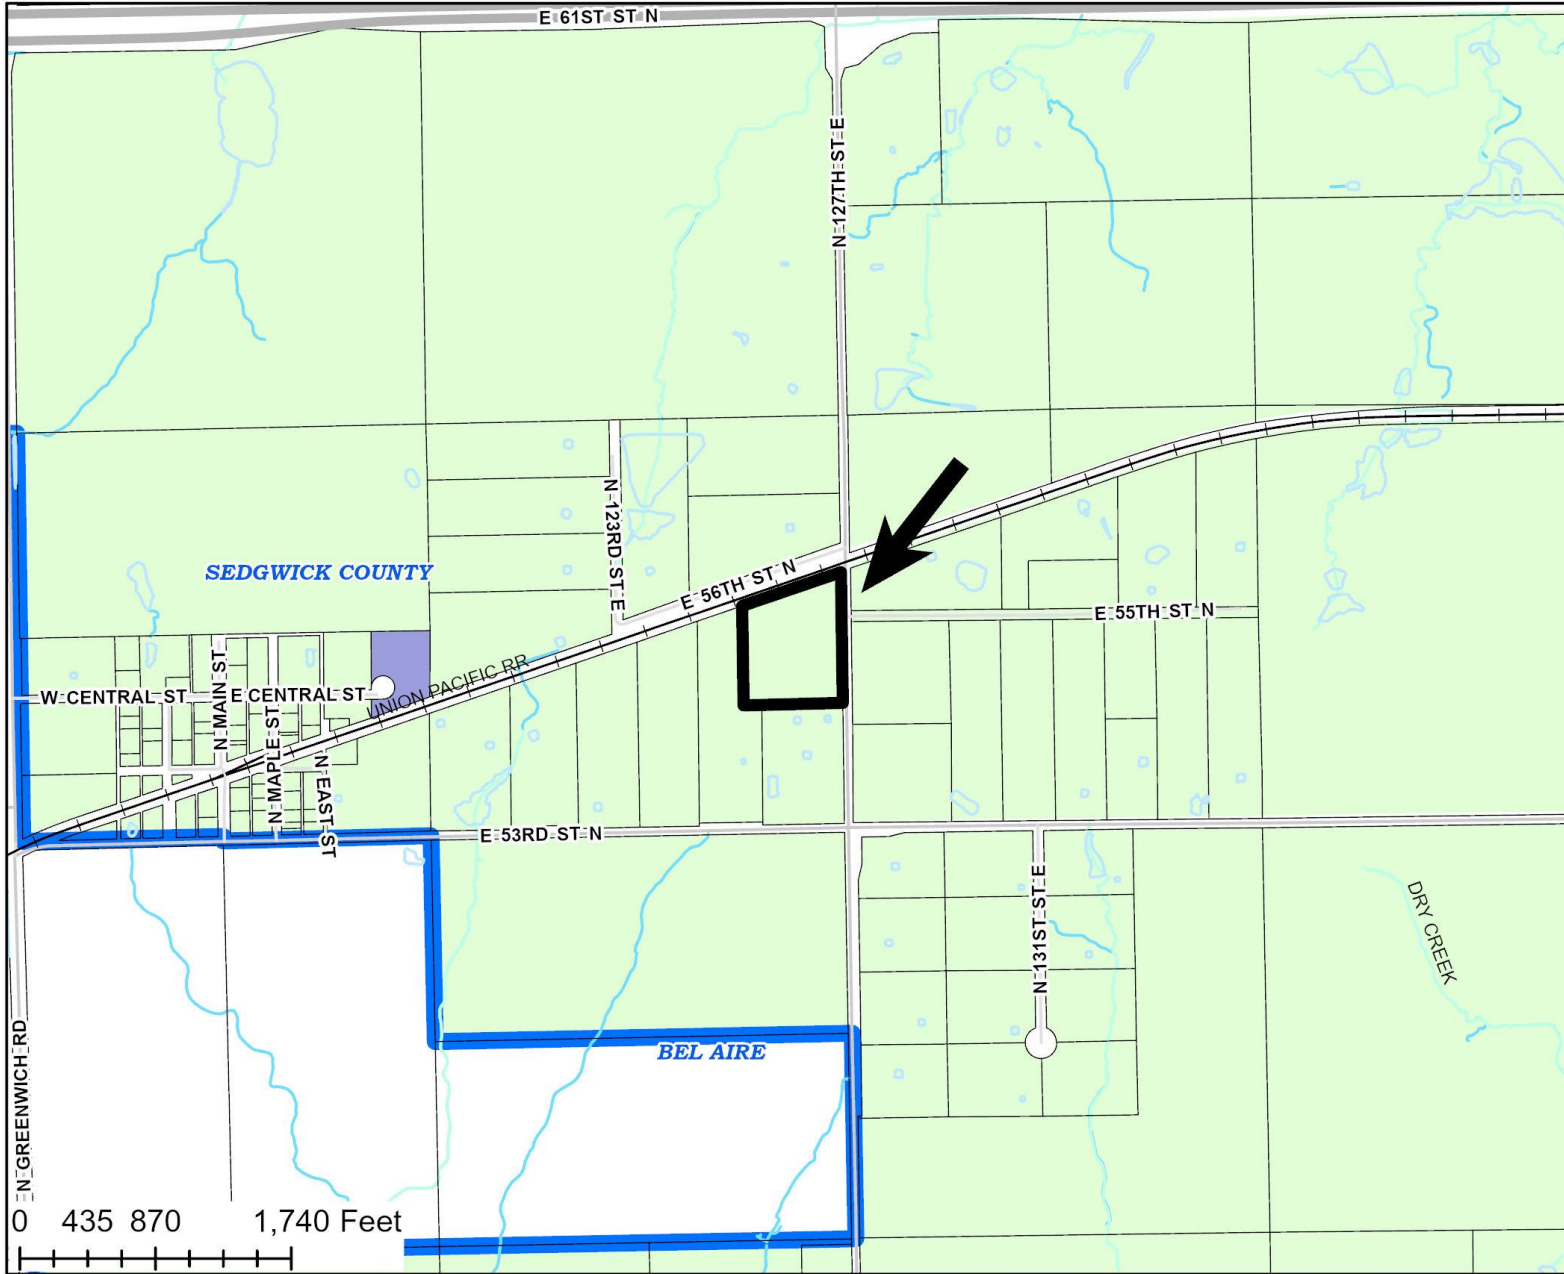 E 61ST ST N
N 127TH ST E
N 123RD ST E
SEDGWICK COUNTY
E 56TH ST N
E 55TH ST N
UNION PACIFIC RR
W CENTRAL ST
E CENTRAL ST
N MAIN ST
N MAPLE ST
N EAST ST
E 53RD ST N
N 131ST ST E
DRY CREEK
BEL AIRE
N GREENWICH RD
0 435 870 1,740 Feet